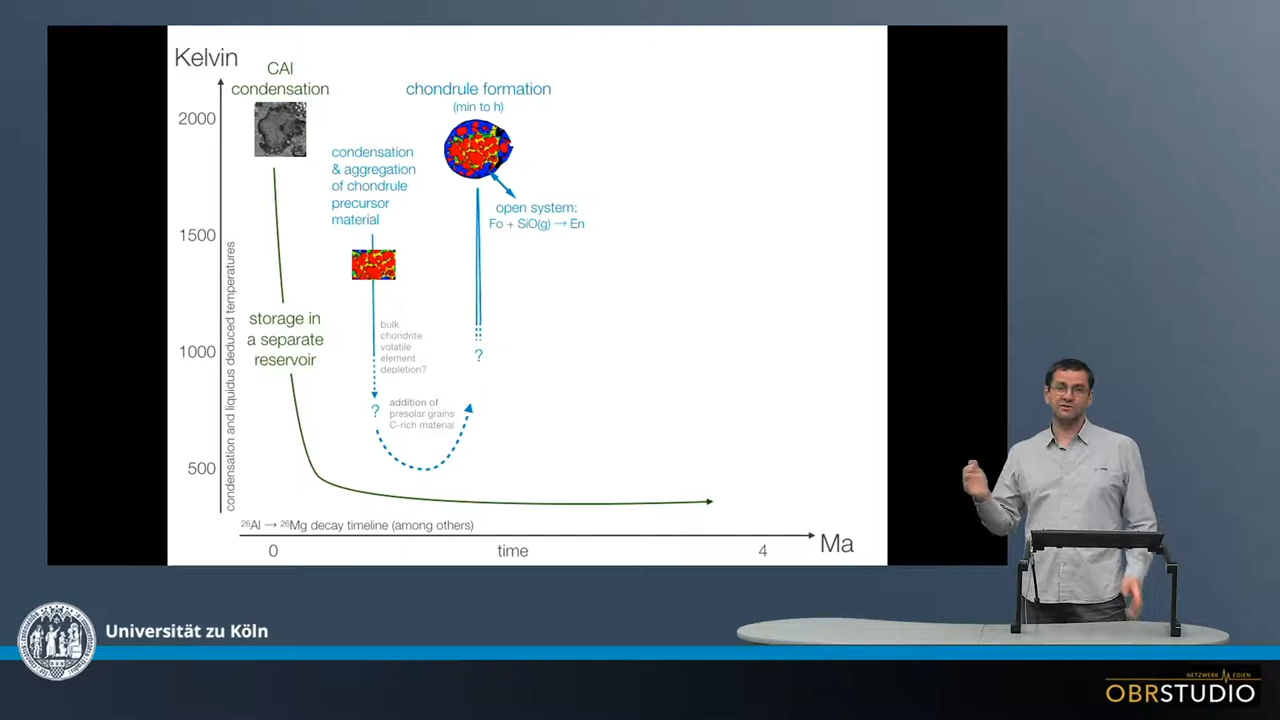 Kelvin
CAI
condensation
chondrule formation
(min to h)
2000
condensation
& aggregation
of chondrule
precursor
material
open system:
Fo + SiO(g) → En
1500
condensation and liquidus deduced temperatures
storage in
a separate
reservoir
bulk
chondrite
volatile
element
depletion?
1000
?
?
addition of
presolar grains
C-rich material
500
²⁶Al → ²⁶Mg decay timeline (among others)
0
time
4
Ma
Universität zu Köln
NETZWERK MEDIEN
OBRSTUDIO